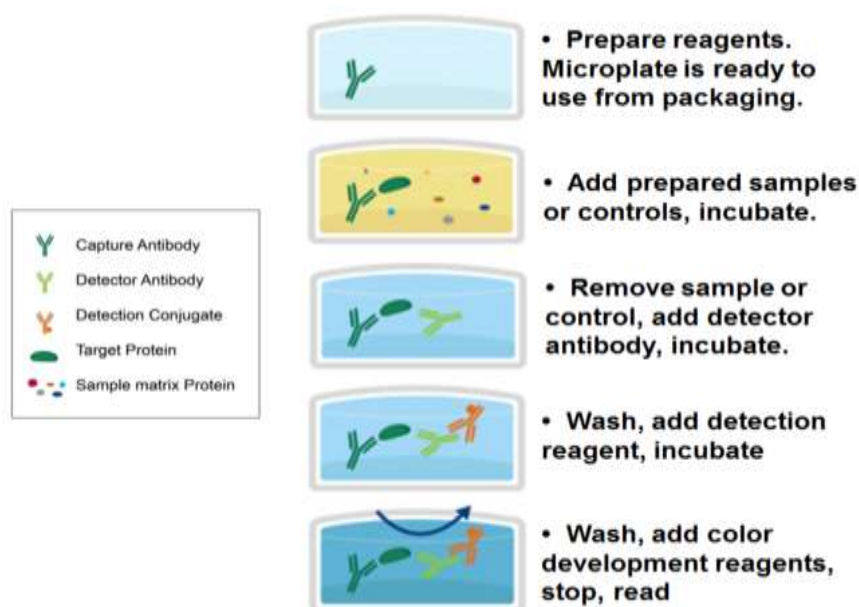 • Prepare reagents.
Microplate is ready to
use from packaging.
• Add prepared samples
or controls, incubate.
Capture Antibody
Detector Antibody
Detection Conjugate
Target Protein
Sample matrix Protein
• Remove sample or
control, add detector
antibody, incubate.
• Wash, add detection
reagent, incubate
• Wash, add color
development reagents,
stop, read